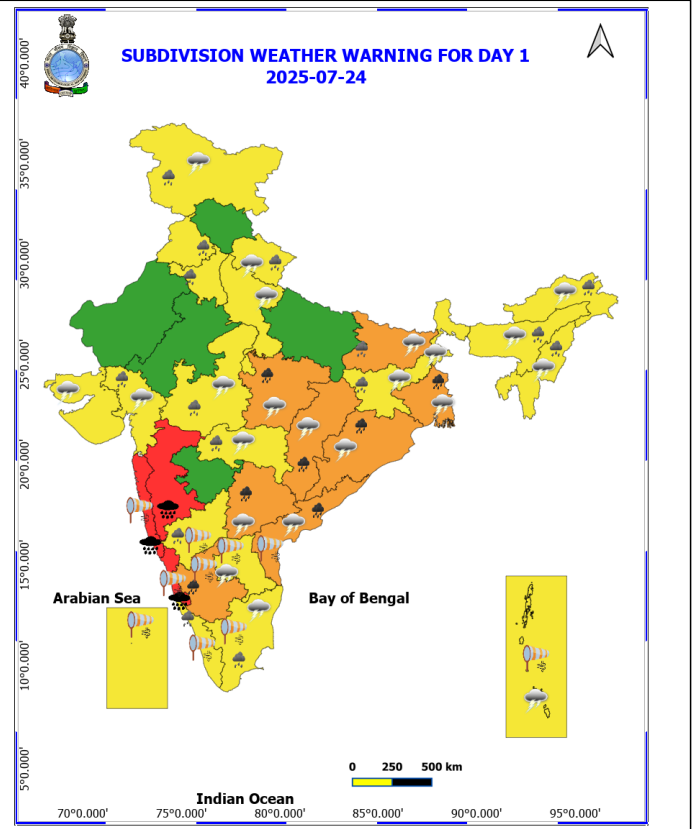 SUBDIVISION WEATHER WARNING FOR DAY 1
2025-07-24
40°0.000'
35°0.000'
30°0.000'
25°0.000'
20°0.000'
15°0.000'
10°0.000'
5°0.000'
Arabian Sea
Bay of Bengal
0 250 500 km
Indian Ocean
70°0.000' 75°0.000' 80°0.000' 85°0.000' 90°0.000' 95°0.000'